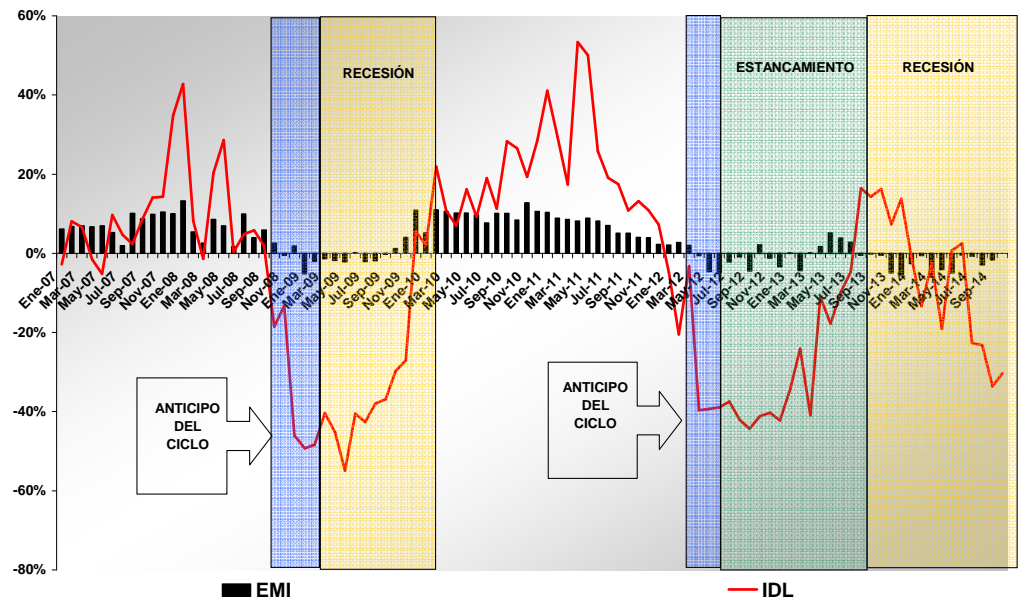 60%
40%
20%
0%
-20%
-40%
-60%
-80%
RECESIÓN
ESTANCAMIENTO
RECESIÓN
Ene-07
Mar-07
May-07
Jul-07
Sep-07
Nov-07
Ene-08
Mar-08
May-08
Jul-08
Sep-08
Nov-08
Ene-09
Mar-09
May-09
Jul-09
Sep-09
Nov-09
Ene-10
Mar-10
May-10
Jul-10
Sep-10
Nov-10
Ene-11
Mar-11
May-11
Jul-11
Sep-11
Nov-11
Ene-12
Mar-12
May-12
Jul-12
Sep-12
Nov-12
Ene-13
Mar-13
May-13
Jul-13
Sep-13
Nov-13
Ene-14
Mar-14
May-14
Jul-14
Sep-14
ANTICIPO
DEL
CICLO
ANTICIPO
DEL
CICLO
EMI
IDL